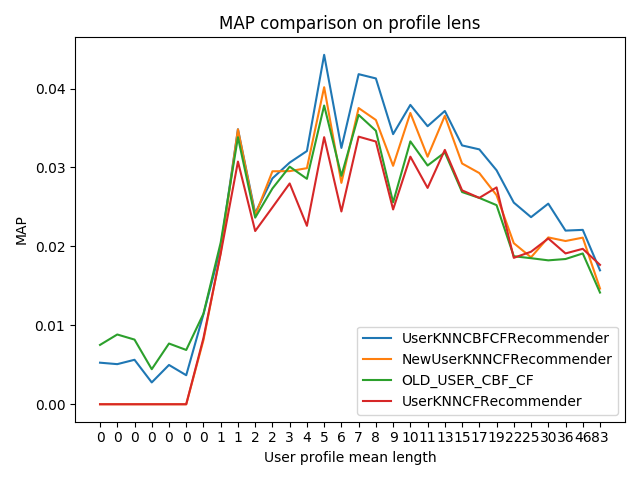 MAP comparison on profile lens
0.04
0.03
0.02
0.01
0.00
MAP
UserKNNCBFCFRecommender
NewUserKNNCFRecommender
OLD_USER_CBF_CF
UserKNNCFRecommender
0 0 0 0 0 0 0 1 1 2 2 3 4 5 6 7 8 9 10 11 13 15 17 19 22 25 30 36 46 83
User profile mean length